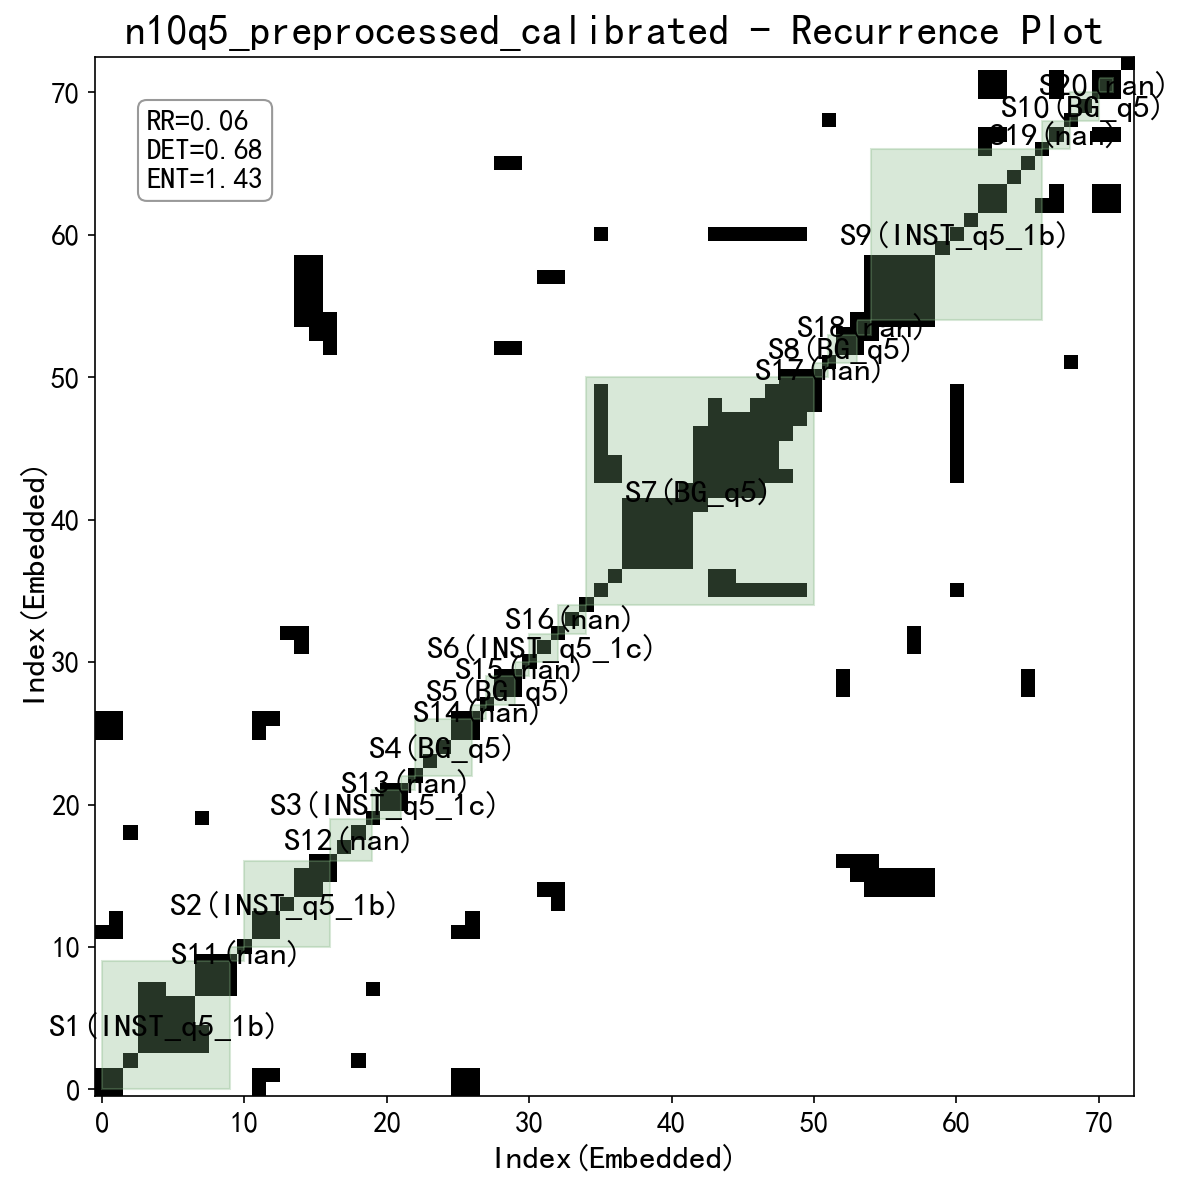 n10q5_preprocessed_calibrated - Recurrence Plot
RR=0.06
DET=0.68
ENT=1.43
S20(nan)
S10(BG_q5)
S19(nan)
S9(INST_q5_1b)
S18(nan)
S8(BG_q5)
S17(nan)
S7(BG_q5)
S16(nan)
S6(INST_q5_1c)
S15(nan)
S5(BG_q5)
S14(nan)
S4(BG_q5)
S13(nan)
S3(INST_q5_1c)
S12(nan)
S2(INST_q5_1b)
S11(nan)
S1(INST_q5_1b)
70
60
50
40
30
20
10
0
Index(Embedded)
0 10 20 30 40 50 60 70
Index(Embedded)